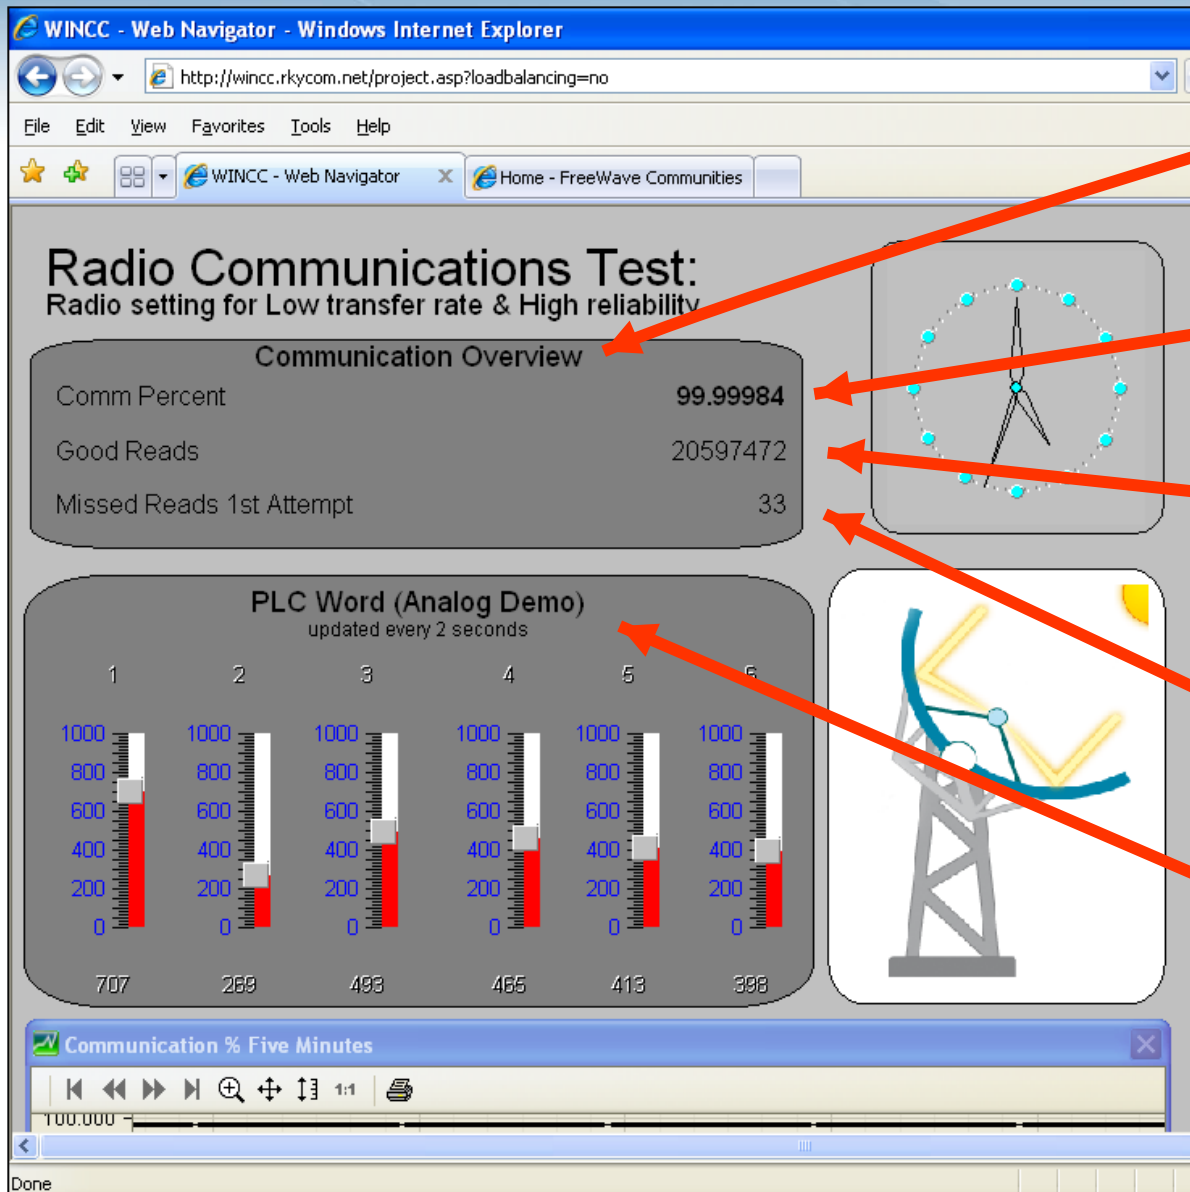 WINCC - Web Navigator - Windows Internet Explorer
http://wincc.rkycom.net/project.asp?loadbalancing=no
File Edit View Favorites Tools Help
WINCC - Web Navigator
Home - FreeWave Communities
Radio Communications Test:
Radio setting for Low transfer rate & High reliability
Communication Overview
Comm Percent 99.99984
Good Reads 20597472
Missed Reads 1st Attempt 33
PLC Word (Analog Demo)
updated every 2 seconds
1 2 3 4 5 6
1000 1000 1000 1000 1000 1000
800 800 800 800 800 800
600 600 600 600 600 600
400 400 400 400 400 400
200 200 200 200 200 200
0 0 0 0 0 0
707 269 493 465 413 398
Communication % Five Minutes
1:1
100.000
Done